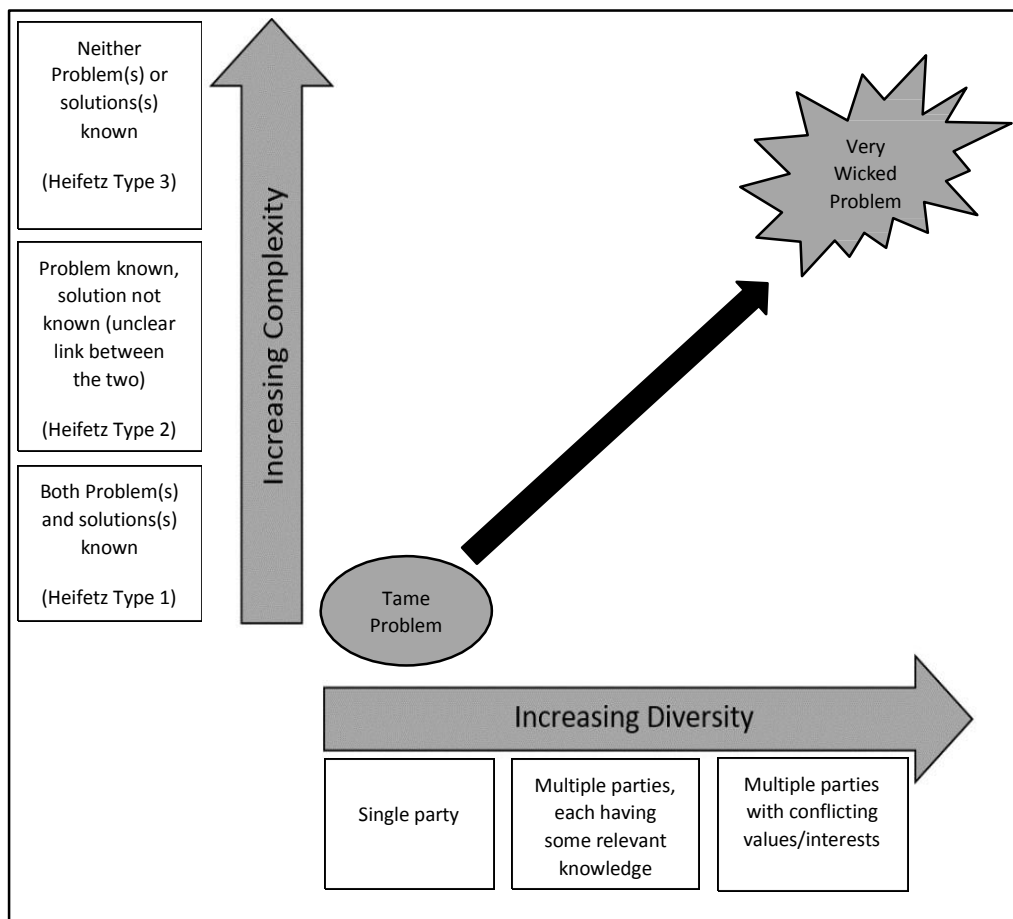 Neither
Problem(s) or
solutions(s)
known
(Heifetz Type 3)
Problem known,
solution not
known (unclear
link between
the two)
(Heifetz Type 2)
Both Problem(s)
and solutions(s)
known
(Heifetz Type 1)
Increasing Complexity
Very
Wicked
Problem
Tame
Problem
Increasing Diversity
Single party
Multiple parties,
each having
some relevant
knowledge
Multiple parties
with conflicting
values/interests